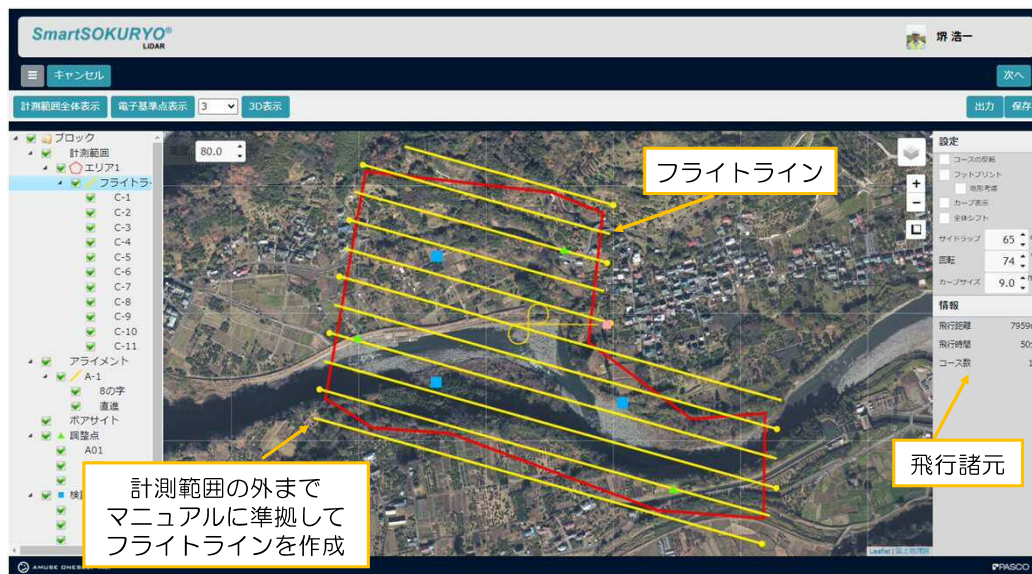 SmartSOKURYO®
LiDAR
堺 浩一
キャンセル
次へ
計測範囲全体表示
電子基準点表示
3
3D表示
出力
保存
ブロック
計測範囲
エリア1
フライトラ
C-1
C-2
C-3
C-4
C-5
C-6
C-7
C-8
C-9
C-10
C-11
アライメント
A-1
8の字
直進
ボアサイト
調整点
A01
80.0
フライトライン
+
−
設定
コースの反転
フットプリント
地形考慮
カーブ表示
全体シフト
サイドラップ
65
回転
74
カーブサイズ
9.0
情報
飛行距離
7959
飛行時間
コース数
飛行諸元
計測範囲の外まで
マニュアルに準拠して
フライトラインを作成
Leaflet | 国土地理院
PASCO